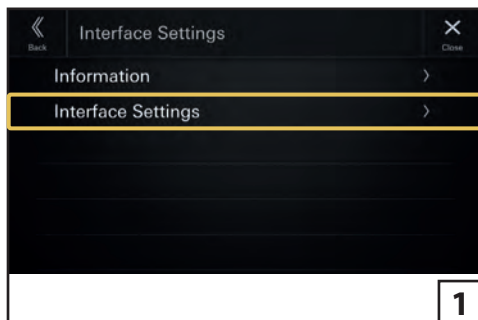 Back
Interface Settings
Close
Information
Interface Settings
1